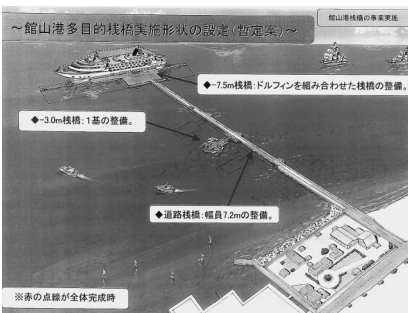 館山港桟橋の事業実施
～館山港多目的桟橋実施形状の設定(暫定案)～
◆-7.5m桟橋:ドルフィンを組み合わせた桟橋の整備。
◆-3.0m桟橋:1基の整備。
◆道路桟橋:幅員7.2mの整備。
※赤の点線が全体完成時